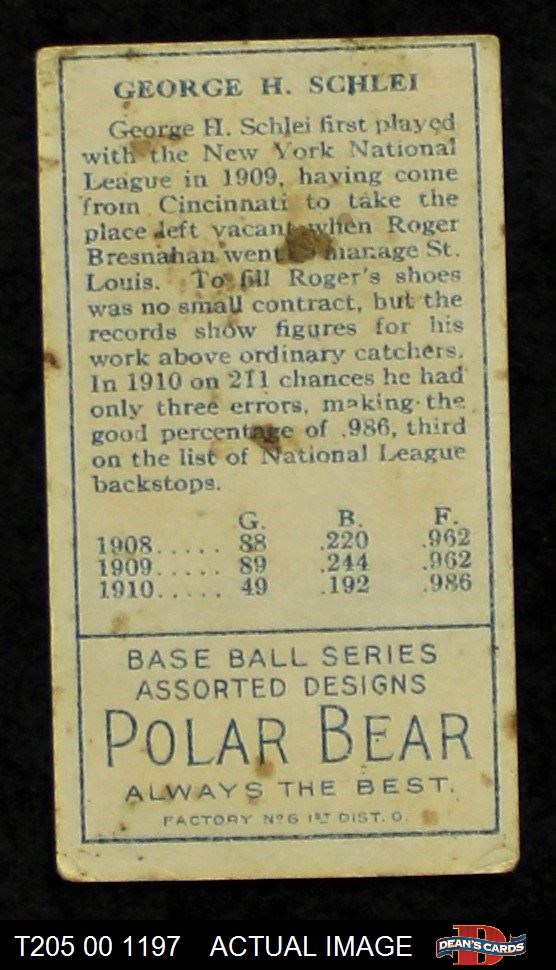 GEORGE H. SCHLEI
George H. Schlei first played
with the New York National
League in 1909, having come
from Cincinnati to take the
place left vacant when Roger
Bresnahan went to manage St.
Louis. To fill Roger's shoes
was no small contract, but the
records show figures for his
work above ordinary catchers.
In 1910 on 211 chances he had
only three errors, making the
good percentage of .986, third
on the list of National League
backstops.
G. B. F.
1908..... 88 .220 .962
1909..... 89 .244 .962
1910..... 49 .192 .986
BASE BALL SERIES
ASSORTED DESIGNS
POLAR BEAR
ALWAYS THE BEST.
FACTORY Nº 6 1ST DIST. O.
T205 00 1197 ACTUAL IMAGE
DEAN'S CARDS